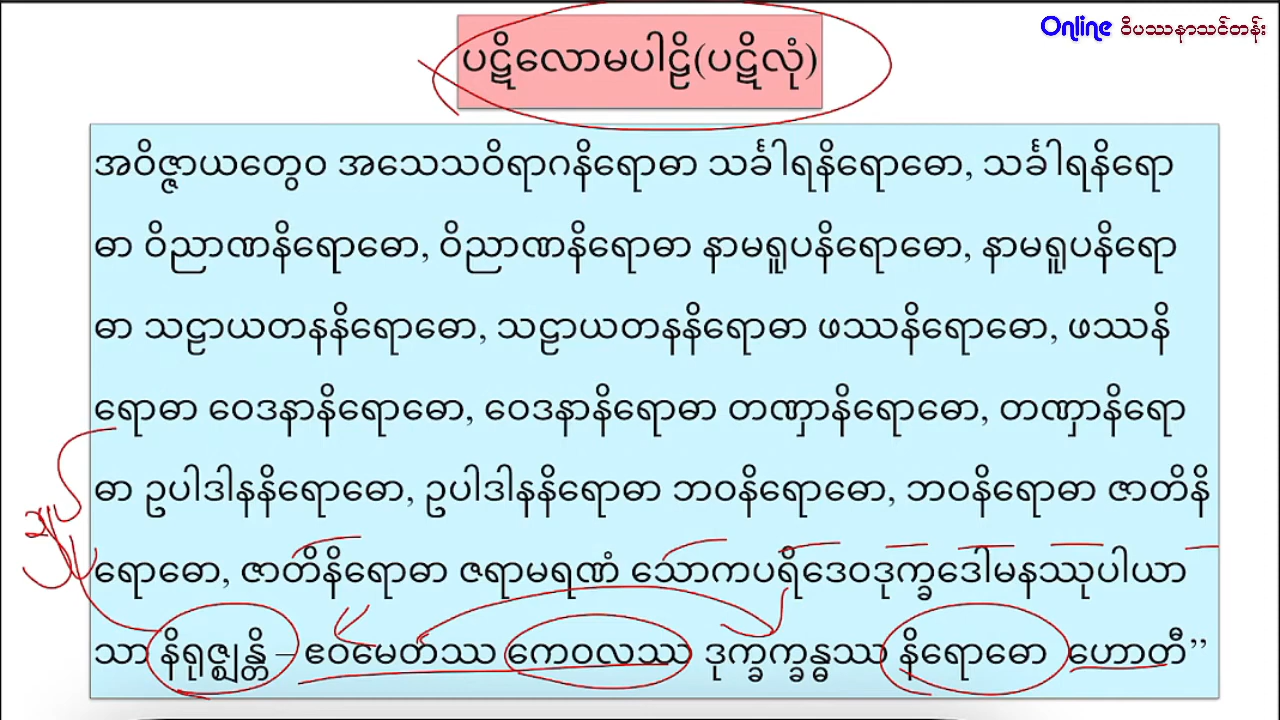 Online ဝိပဿနာသင်တန်း
ပဋိလောမပါဠိ(ပဋိလုံ)
အဝိဇ္ဇာယတွေဝ အသေသဝိရာဂနိရောဓာ သင်္ခါရနိရောဓော, သင်္ခါရနိရော
ဓာ ဝိညာဏနိရောဓော, ဝိညာဏနိရောဓာ နာမရူပနိရောဓော, နာမရူပနိရော
ဓာ သဠာယတနနိရောဓော, သဠာယတနနိရောဓာ ဖဿနိရောဓော, ဖဿနိ
ရောဓာ ဝေဒနာနိရောဓော, ဝေဒနာနိရောဓာ တဏှာနိရောဓော, တဏှာနိရော
ဓာ ဥပါဒါနနိရောဓော, ဥပါဒါနနိရောဓာ ဘဝနိရောဓော, ဘဝနိရောဓာ ဇာတိနိ
ရောဓော, ဇာတိနိရောဓာ ဇရာမရဏံ သောကပရိဒေဝဒုက္ခဒေါမနဿုပါယာ
သာ နိရုဇ္ဈန္တိ – ဧဝမေတဿ ကေဝလဿ ဒုက္ခက္ခန္ဓဿ နိရောဓော ဟောတီ”